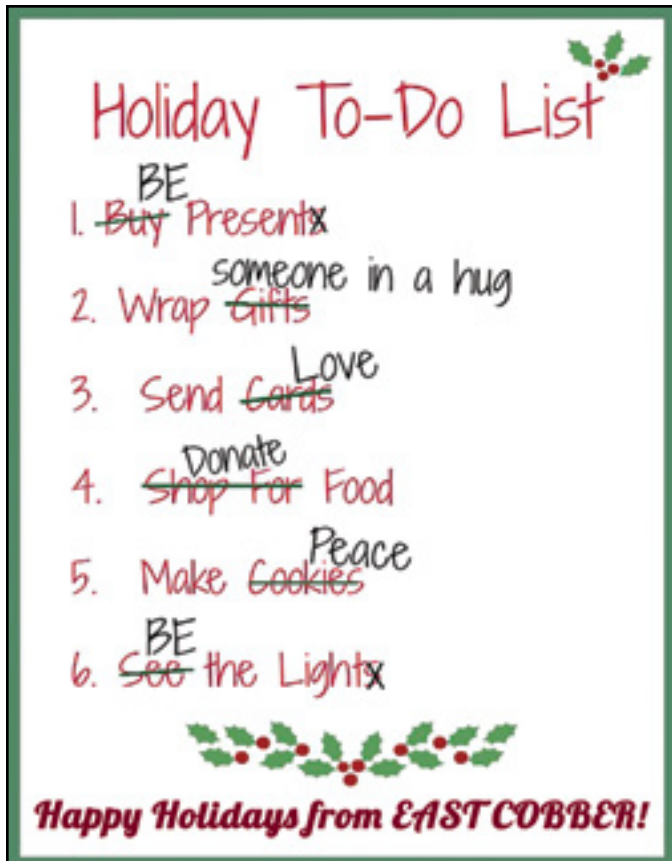 Holiday To-Do List
BE
1. Buy Presents
someone in a hug
2. Wrap Gifts
Love
3. Send Cards
Donate
4. Shop For Food
Peace
5. Make Cookies
BE
6. See the Lights
Happy Holidays from EAST COBBER!